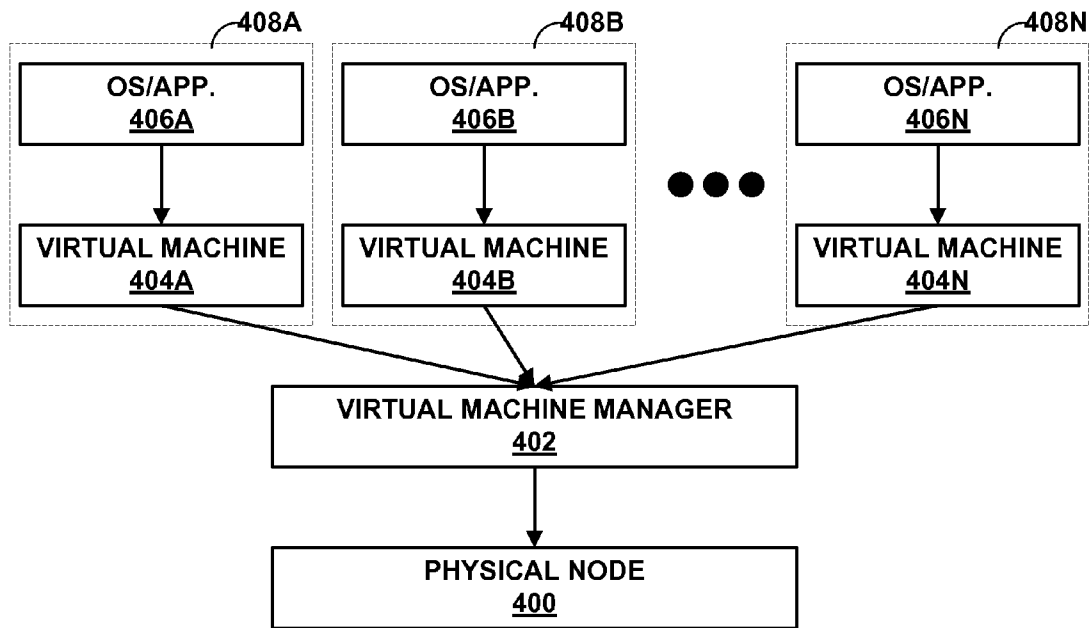 408A
408B
408N
OS/APP.
406A
OS/APP.
406B
OS/APP.
406N
VIRTUAL MACHINE
404A
VIRTUAL MACHINE
404B
VIRTUAL MACHINE
404N
VIRTUAL MACHINE MANAGER
402
PHYSICAL NODE
400